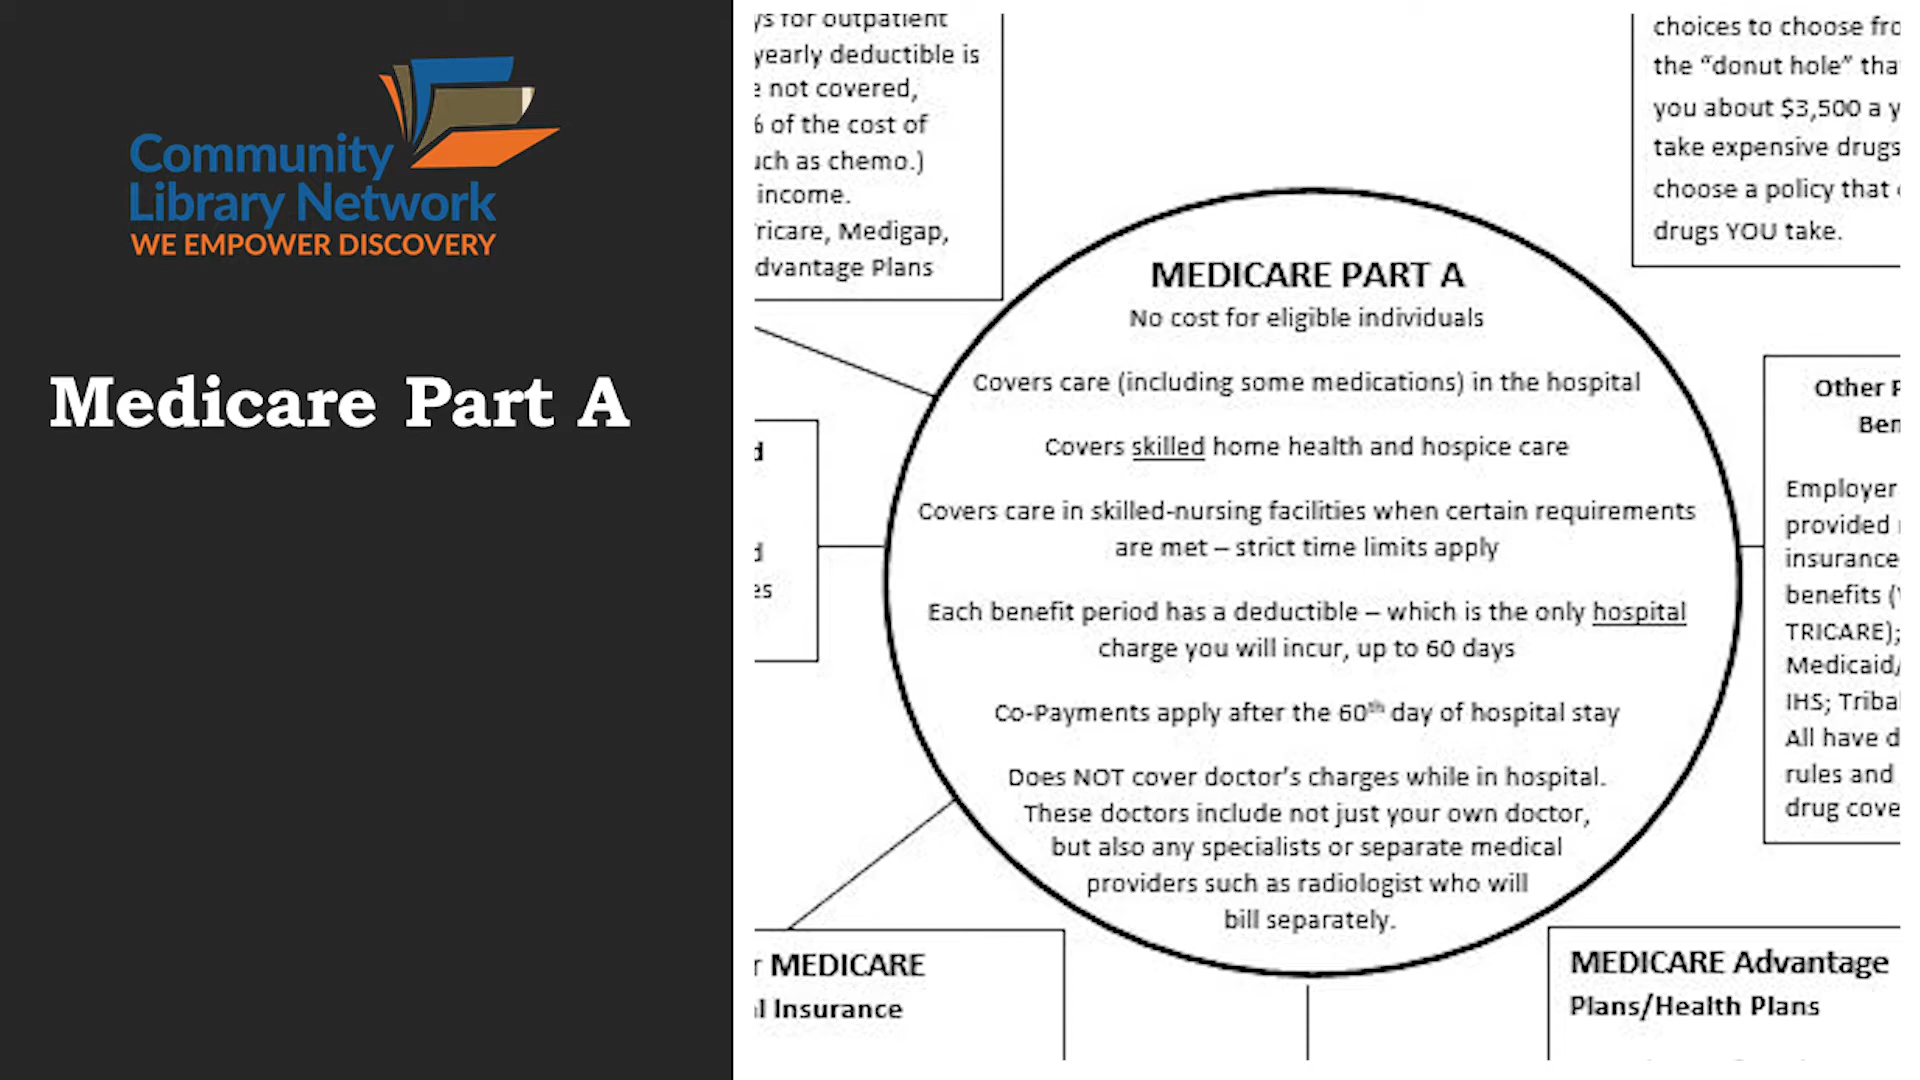 Community
Library Network
WE EMPOWER DISCOVERY
Medicare Part A
for outpatient
yearly deductible is
not covered,
of the cost of
as chemo.)
income.
Medigap,
Plans
choices to choose
the “donut hole”
you about $3,500 a
take expensive drugs
choose a policy that
drugs YOU take.
MEDICARE PART A
No cost for eligible individuals
Covers care (including some medications) in the hospital
Covers skilled home health and hospice care
Covers care in skilled-nursing facilities when certain requirements
are met – strict time limits apply
Each benefit period has a deductible – which is the only hospital
charge you will incur, up to 60 days
Co-Payments apply after the 60th day of hospital stay
Does NOT cover doctor’s charges while in hospital.
These doctors include not just your own doctor,
but also any specialists or separate medical
providers such as radiologist who will
bill separately.
Other
Employer
provided
insurance
benefits
TRICARE);
Medicaid/
IHS;
All have
rules and
drug
MEDICARE
Insurance
MEDICARE Advantage
Plans/Health Plans